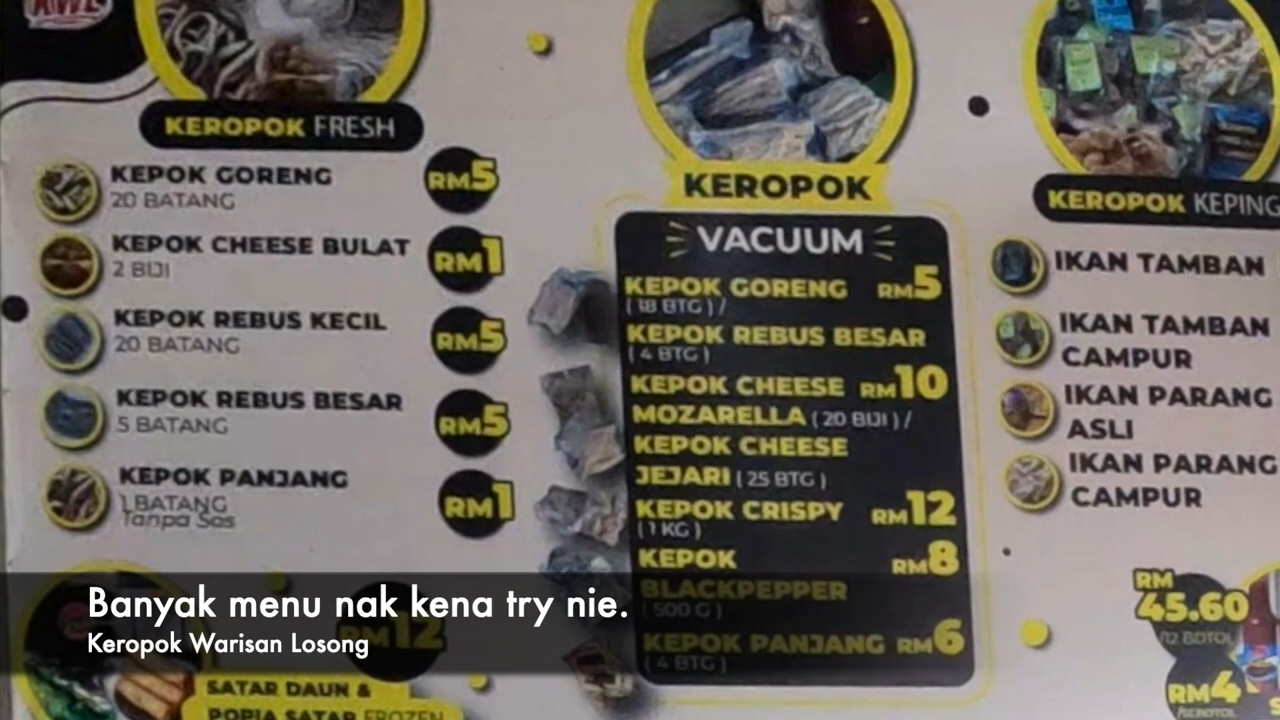 KWL
KEROPOK FRESH
KEPOK GORENG RM5
20 BATANG
KEPOK CHEESE BULAT RM1
2 BIJI
KEPOK REBUS KECIL RM5
20 BATANG
KEPOK REBUS BESAR RM5
5 BATANG
KEPOK PANJANG RM1
1 BATANG
Tanpa Sos
KEROPOK
VACUUM
KEPOK GORENG RM5
( 18 BTG ) /
KEPOK REBUS BESAR
( 4 BTG )
KEPOK CHEESE RM10
MOZARELLA ( 20 BIJI ) /
KEPOK CHEESE
JEJARI ( 25 BTG )
KEPOK CRISPY RM12
( 1 KG )
KEPOK RM8
BLACKPEPPER
( 500 G )
KEPOK PANJANG RM6
( 4 BTG )
KEROPOK KEPING
IKAN TAMBAN
IKAN TAMBAN
CAMPUR
IKAN PARANG
ASLI
IKAN PARANG
CAMPUR
RM
45.60
/12 BOTOL
RM4
RM12
SATAR DAUN &
POPIA SATAR FROZEN
Banyak menu nak kena try nie.
Keropok Warisan Losong